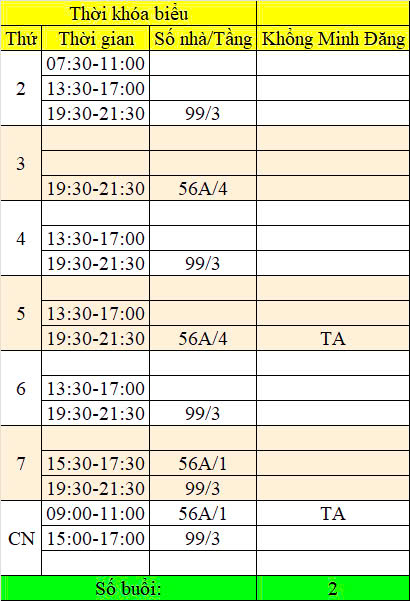 Thời khóa biểu
Thứ Thời gian Số nhà/Tầng Khổng Minh Đăng
2
07:30-11:00
13:30-17:00
19:30-21:30 99/3
3
19:30-21:30 56A/4
4
13:30-17:00
19:30-21:30 99/3
5
13:30-17:00
19:30-21:30 56A/4 TA
6
13:30-17:00
19:30-21:30 99/3
7
15:30-17:30 56A/1
19:30-21:30 99/3
CN
09:00-11:00 56A/1 TA
15:00-17:00 99/3
Số buổi: 2